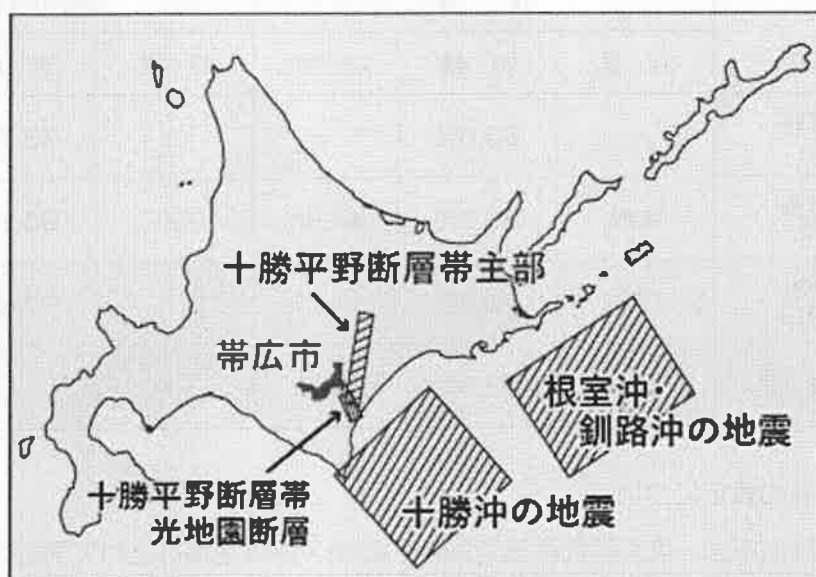 十勝平野断層帯主部
帯広市
根室沖・
釧路沖の地震
十勝平野断層帯
光地園断層
十勝沖の地震